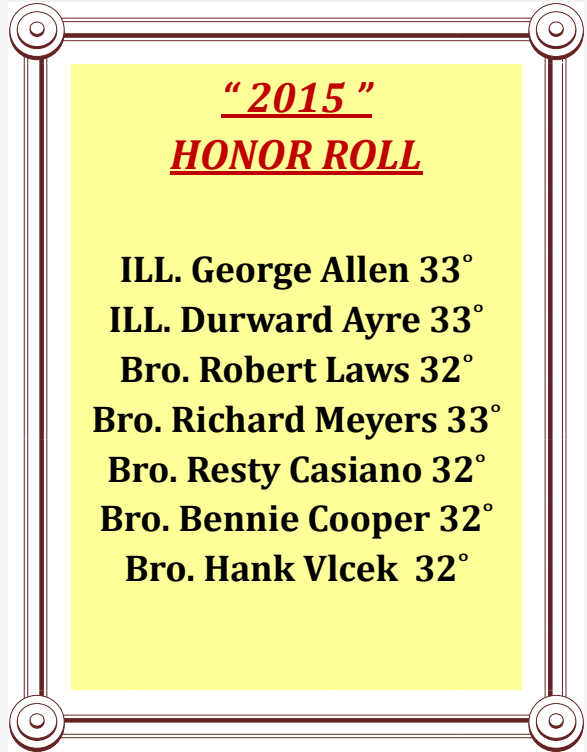 “ 2015 ”
HONOR ROLL
ILL. George Allen 33°
ILL. Durward Ayre 33°
Bro. Robert Laws 32°
Bro. Richard Meyers 33°
Bro. Resty Casiano 32°
Bro. Bennie Cooper 32°
Bro. Hank Vlcek  32°